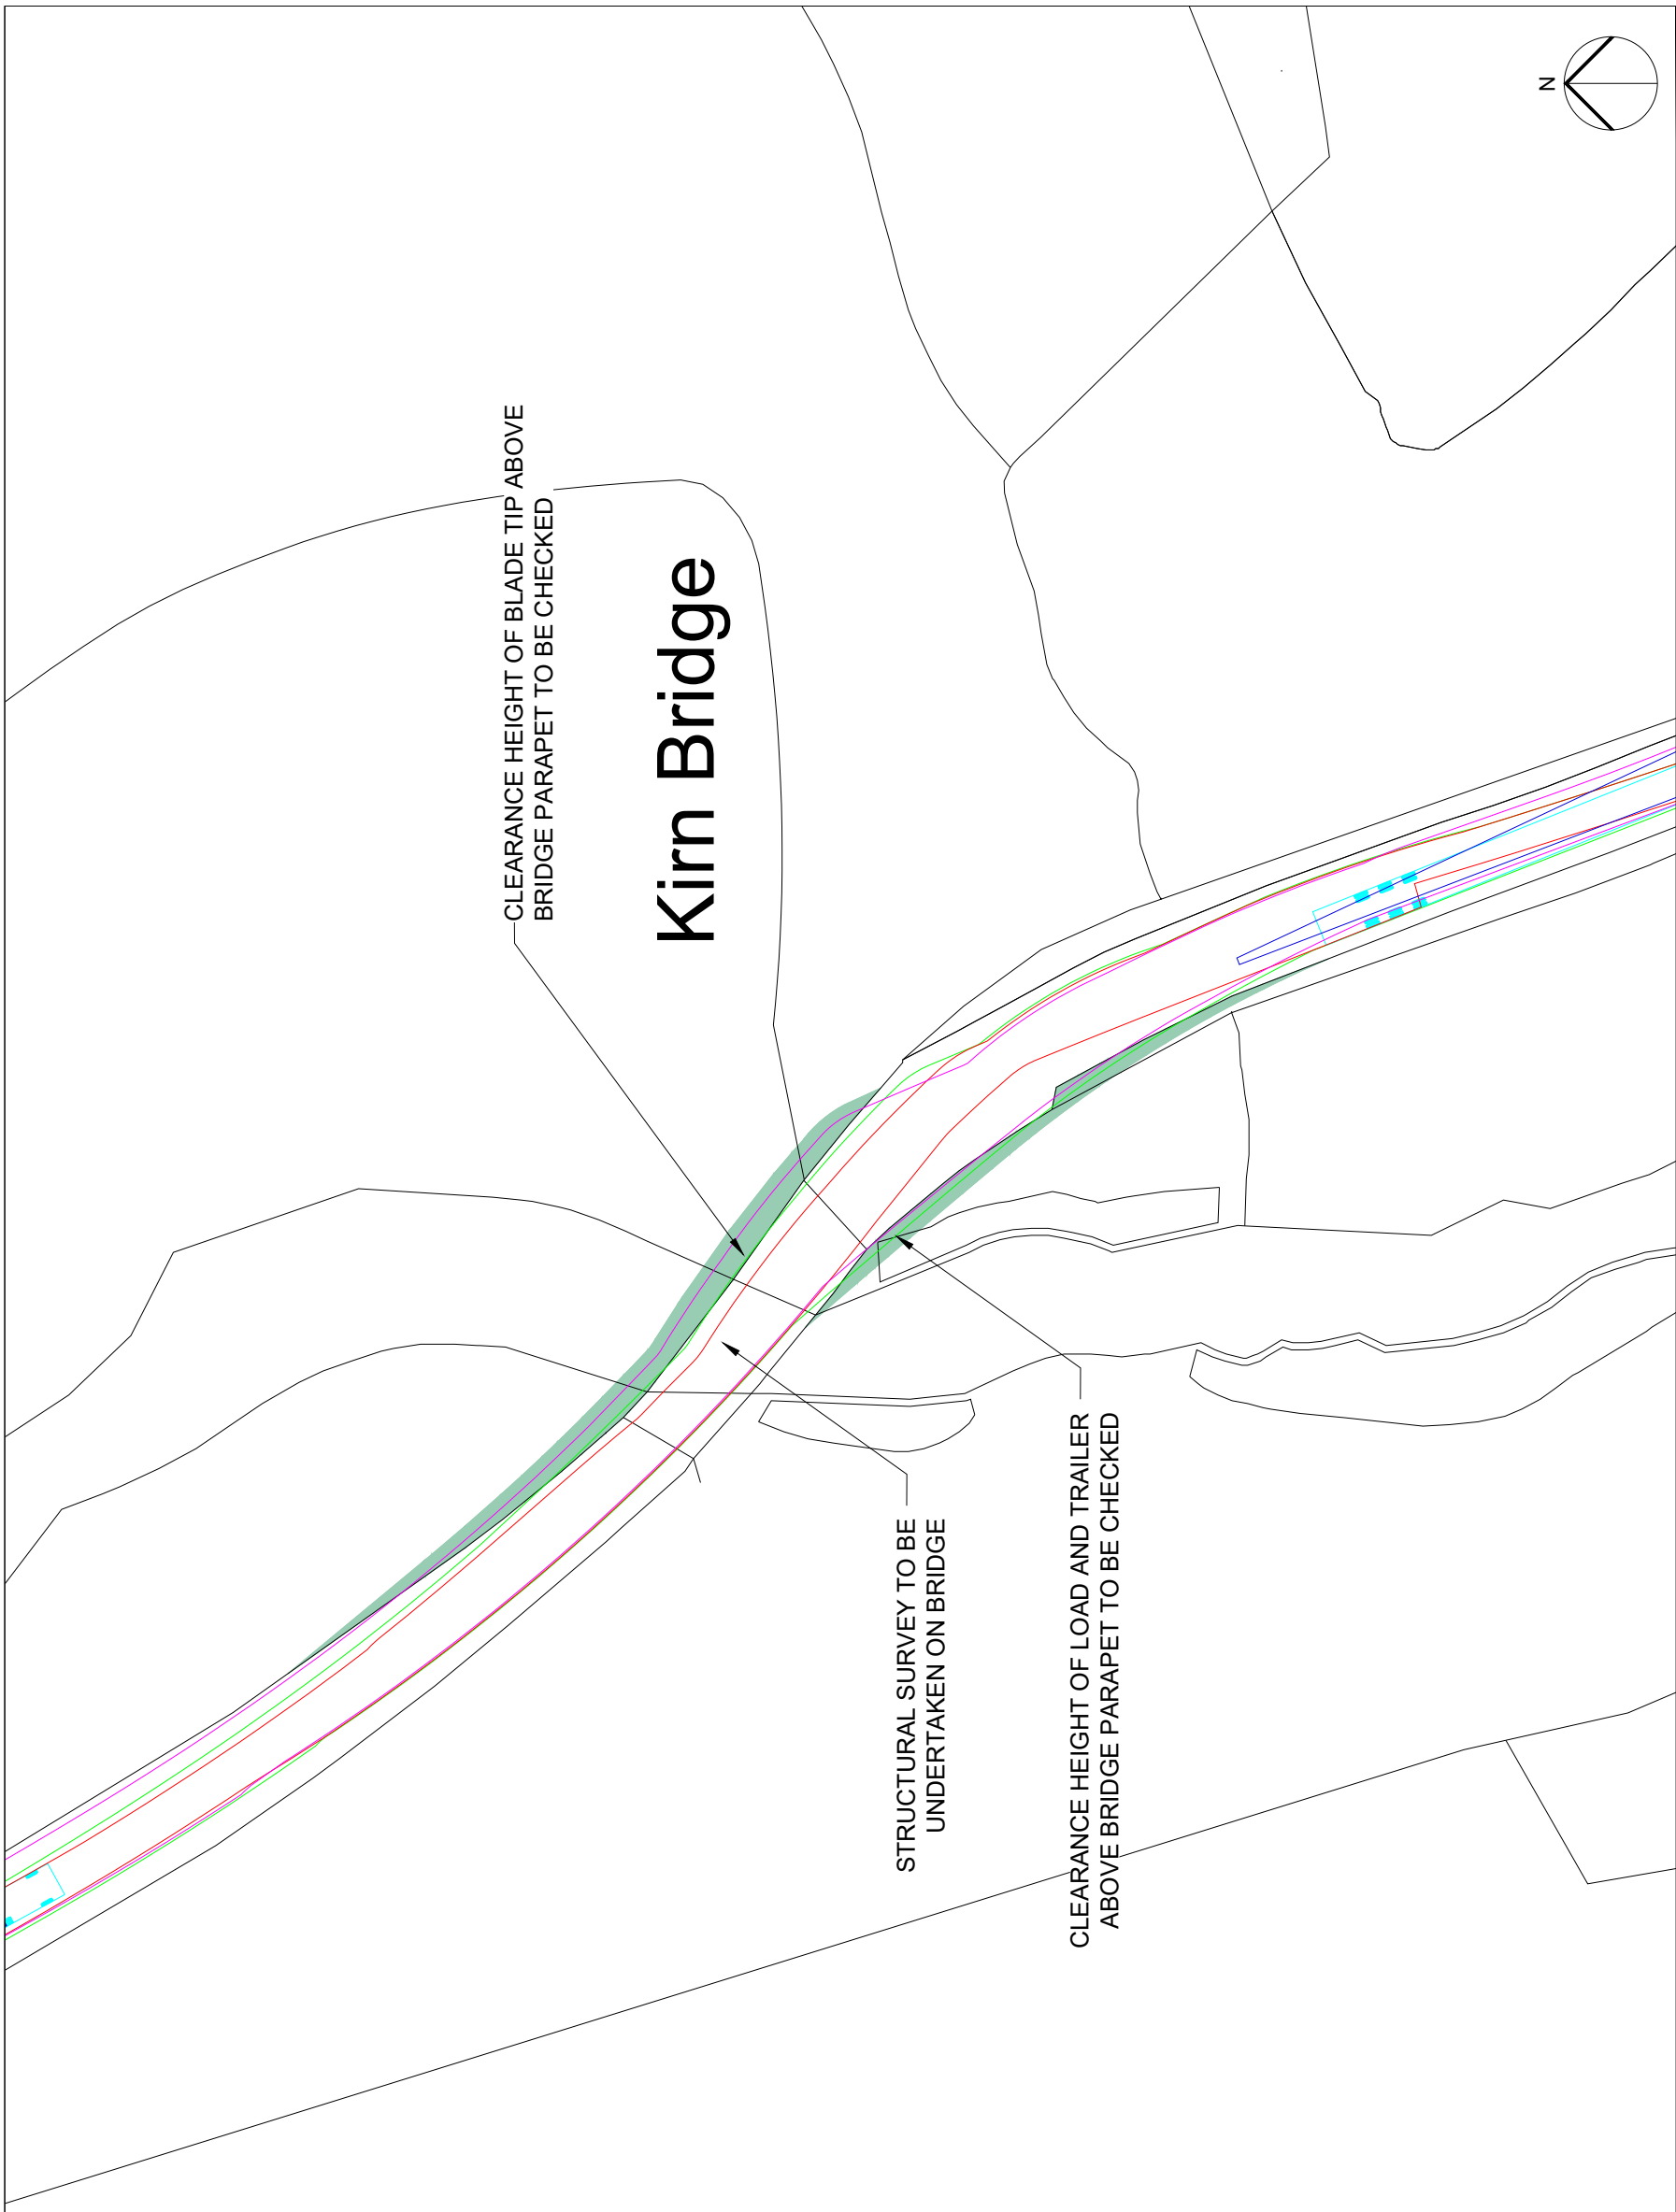 N
CLEARANCE HEIGHT OF BLADE TIP ABOVE
BRIDGE PARAPET TO BE CHECKED
Kirn Bridge
STRUCTURAL SURVEY TO BE
UNDERTAKEN ON BRIDGE
CLEARANCE HEIGHT OF LOAD AND TRAILER
ABOVE BRIDGE PARAPET TO BE CHECKED